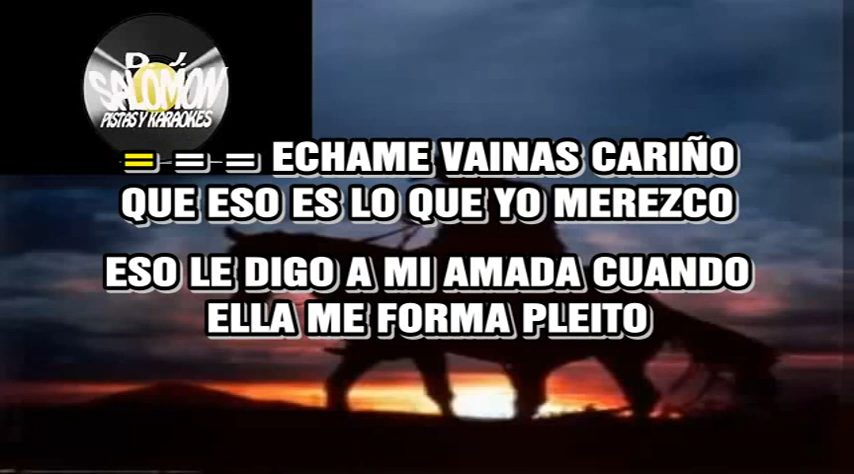 D. J.
SALOMON
PISTAS Y KARAOKES
= = = ECHAME VAINAS CARIÑO
QUE ESO ES LO QUE YO MEREZCO
ESO LE DIGO A MI AMADA CUANDO
ELLA ME FORMA PLEITO